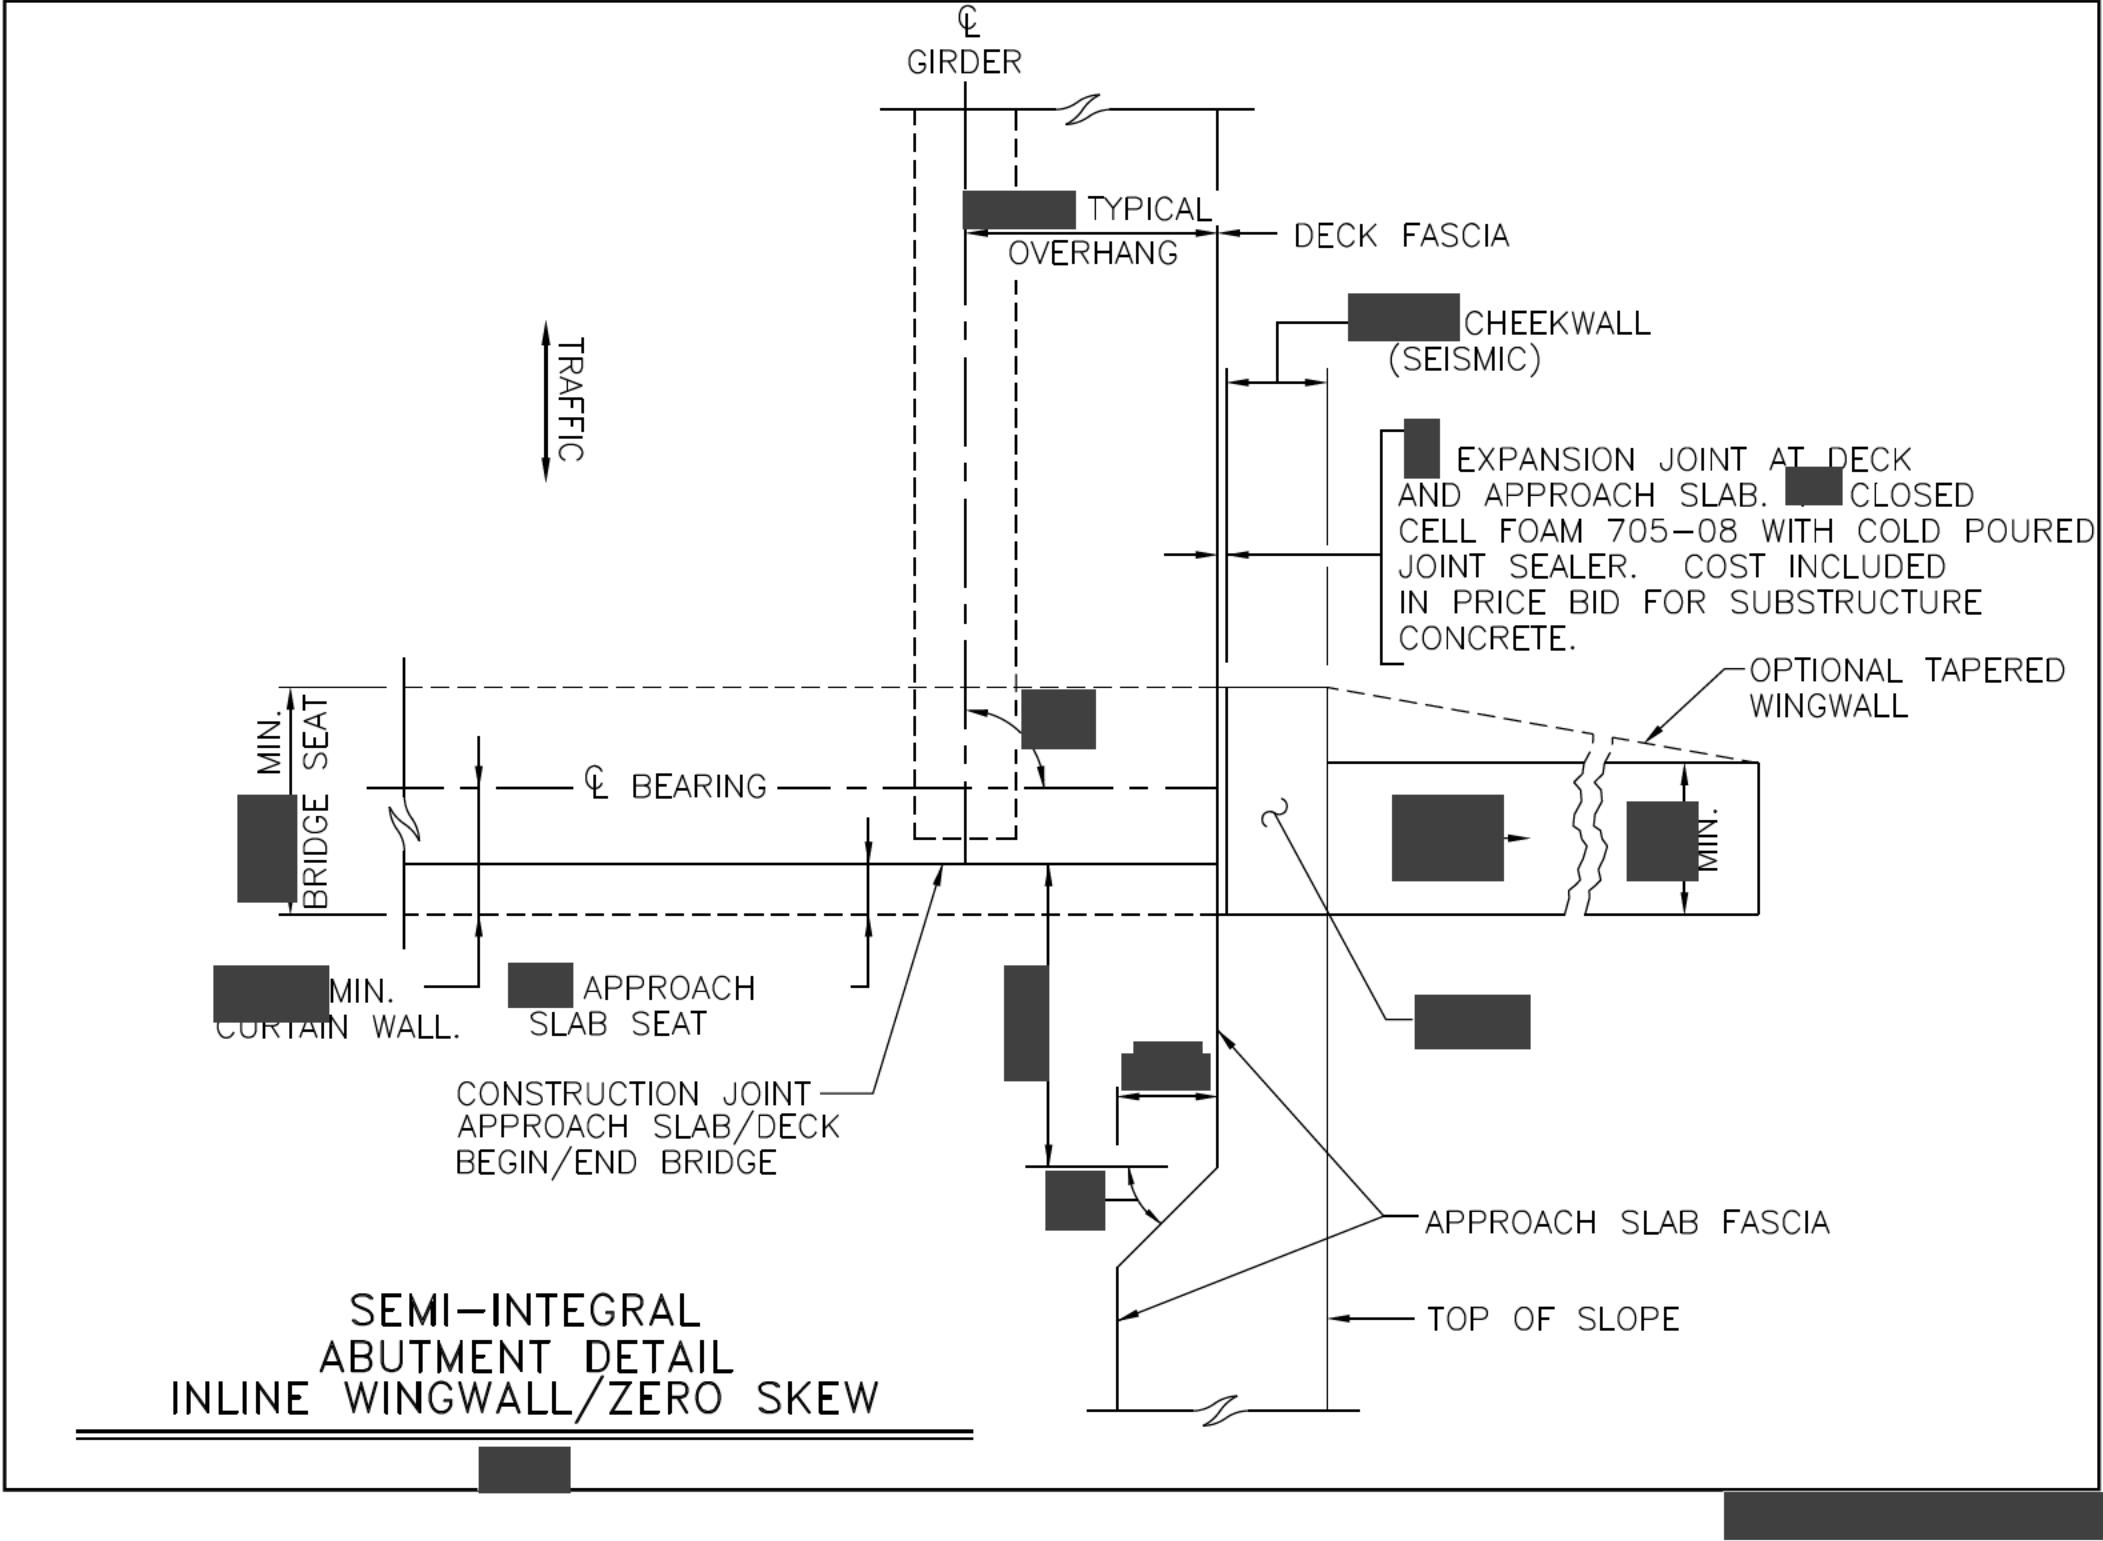 ℄
GIRDER
TYPICAL
OVERHANG
DECK FASCIA
CHEEKWALL
(SEISMIC)
TRAFFIC
EXPANSION JOINT AT DECK
AND APPROACH SLAB. CLOSED
CELL FOAM 705-08 WITH COLD POURED
JOINT SEALER. COST INCLUDED
IN PRICE BID FOR SUBSTRUCTURE
CONCRETE.
OPTIONAL TAPERED
WINGWALL
MIN.
BRIDGE SEAT
℄ BEARING
MIN.
MIN.
CURTAIN WALL.
APPROACH
SLAB SEAT
CONSTRUCTION JOINT
APPROACH SLAB/DECK
BEGIN/END BRIDGE
APPROACH SLAB FASCIA
TOP OF SLOPE
SEMI-INTEGRAL
ABUTMENT DETAIL
INLINE WINGWALL/ZERO SKEW